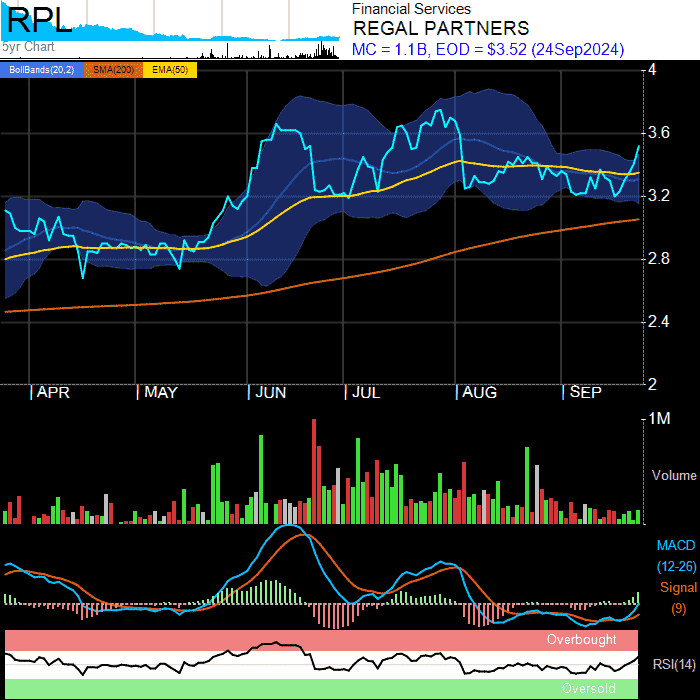 RPL
5yr Chart
Financial Services
REGAL PARTNERS
MC = 1.1B, EOD = $3.52 (24Sep2024)
BollBands(20,2) SMA(200) EMA(50)
4
3.6
3.2
2.8
2.4
2
APR MAY JUN JUL AUG SEP
1M
Volume
MACD
(12-26)
Signal
(9)
Overbought
RSI(14)
Oversold